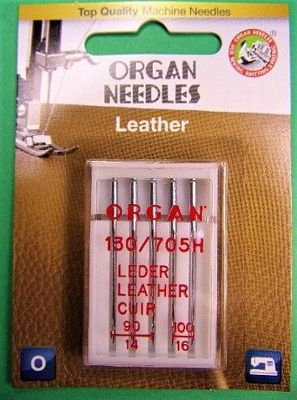 Top Quality Machine Needles
ORGAN
NEEDLES
Leather
ORGAN
130/705H
LEDER
LEATHER
CUIR
90 100
14 16
O